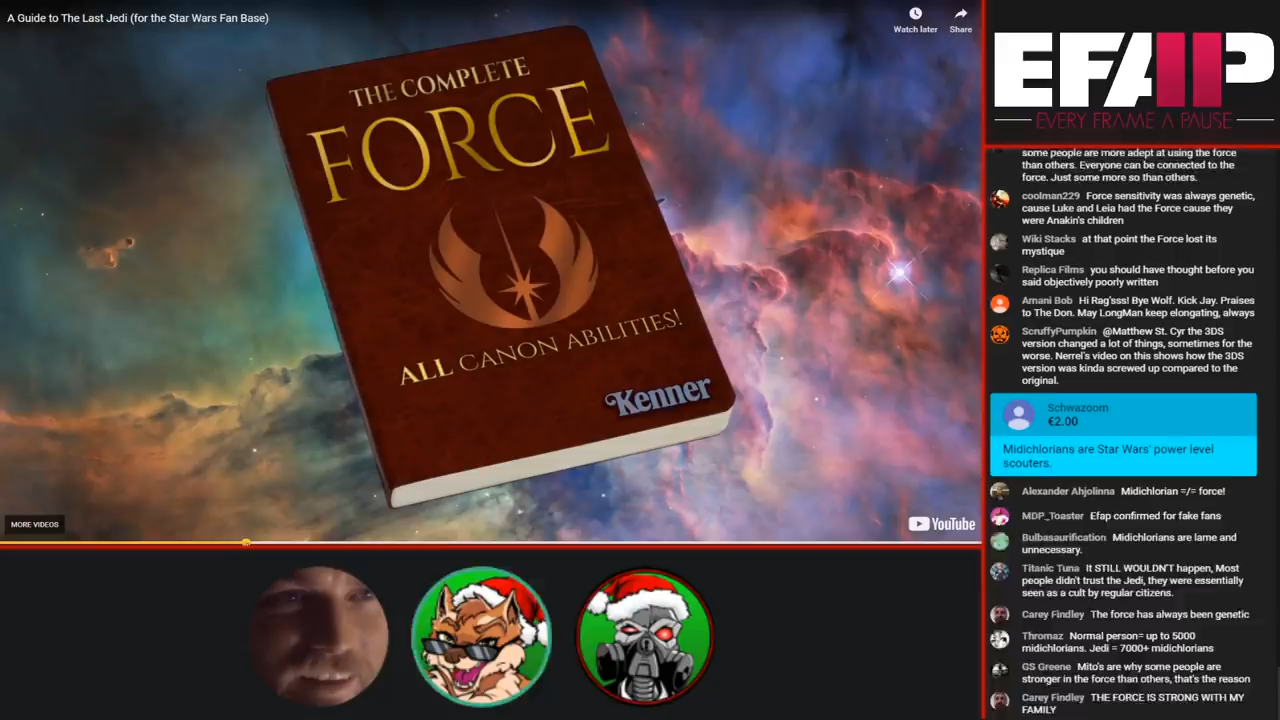 A Guide to The Last Jedi (for the Star Wars Fan Base)
Watch later
Share
THE COMPLETE
FORCE
ALL CANON ABILITIES!
Kenner
MORE VIDEOS
YouTube
EFAP
EVERY FRAME A PAUSE
some people are more adept at using the force
than others. Everyone can be connected to the
force. Just some more so than others.
coolman229 Force sensitivity was always genetic,
cause Luke and Leia had the Force cause they
were Anakin's children
Wiki Stacks at that point the Force lost its
mystique
Replica Films you should have thought before you
said objectively poorly written
Amani Bob Hi Rag'sss! Bye Wolf. Kick Jay. Praises
to The Don. May LongMan keep elongating, always
ScruffyPumpkin @Matthew St. Cyr the 3DS
version changed a lot of things, sometimes for the
worse. Nerrel's video on this shows how the 3DS
version was kinda screwed up compared to the
original.
Schwazoom
€2.00
Midichlorians are Star Wars' power level
scouters.
Alexander Ahjolinna Midichlorian =/= force!
MDP_Toaster Efap confirmed for fake fans
Bulbasaurification Midichlorians are lame and
unnecessary.
Titanic Tuna It STILL WOULDN'T happen, Most
people didn't trust the Jedi, they were essentially
seen as a cult by regular citizens.
Carey Findley The force has always been genetic
Thromaz Normal person= up to 5000
midichlorians. Jedi = 7000+ midichlorians
GS Greene Mito's are why some people are
stronger in the force than others, that's the reason
Carey Findley THE FORCE IS STRONG WITH MY
FAMILY